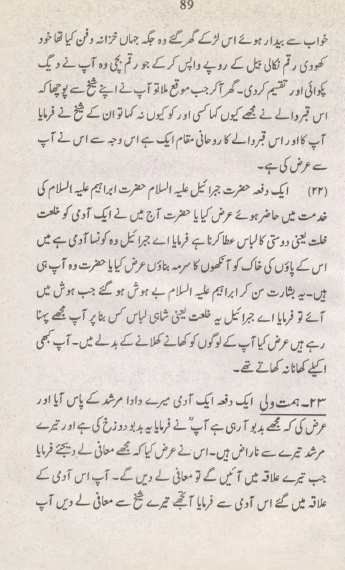 89
خواب سے بیدار ہوئے اس لڑکے گھر گئے وہ جگہ جہاں خزانہ دفن کیا تھا خود
کھودی رقم نکالی بیل کے روپے واپس کر کے جو رقم بچی وہ آپ نے دیگ
پکوائی اور تقسیم کر دی۔ گھر آ کر جب موقع ملا تو آپ نے اپنے شیخ سے پوچھا کہ
اس قبر والے نے مجھے کیوں کہا کسی اور کو کیوں نہ کہا تو ان کے شیخ نے فرمایا
آپ کا اور اس قبر والے کا روحانی مقام ایک ہے اس وجہ سے اس نے آپ
سے عرض کی ہے۔
(۲۲) ایک دفعہ حضرت جبرائیل علیہ السلام حضرت ابراہیم علیہ السلام کی
خدمت میں حاضر ہوئے عرض کیا یا حضرت آج میں نے ایک آدمی کو خلعت
خلت یعنی دوستی کا لباس عطا کرنا ہے فرمایا اے جبرائیل وہ کونسا آدمی ہے میں
اس کے پاؤں کی خاک کو آنکھوں کا سرمہ بناؤں عرض کیا یا حضرت وہ آپ ہی
ہیں۔ یہ بشارت سن کر ابراہیم علیہ السلام بے ہوش ہو گئے جب ہوش میں
آئے تو فرمایا اے جبرائیل یہ خلعت یعنی شاہی لباس کس بنا پر آپ مجھے پہنا
رہے ہیں عرض کیا آپ کے لوگوں کو کھانے کھلانے کے بدلے میں۔ آپ کبھی
اکیلے کھانا نہ کھاتے تھے۔
۲۳۔ ہمت ولی ایک دفعہ ایک آدمی میرے دادا مرشد کے پاس آیا اور
عرض کی کہ مجھے بدبو آ رہی ہے آپؒ نے فرمایا یہ بدبو دوزخ کی ہے اور تیرے
مرشد تیرے سے ناراض ہیں۔ اس نے عرض کیا کہ مجھے معافی لے دیجئے فرمایا
جب تیرے علاقہ میں آئیں گے تو معافی لے دیں گے۔ آپ اس آدمی کے
علاقہ میں گئے اس آدمی سے فرمایا آ تجھے تیرے شیخ سے معافی لے دیں آپ